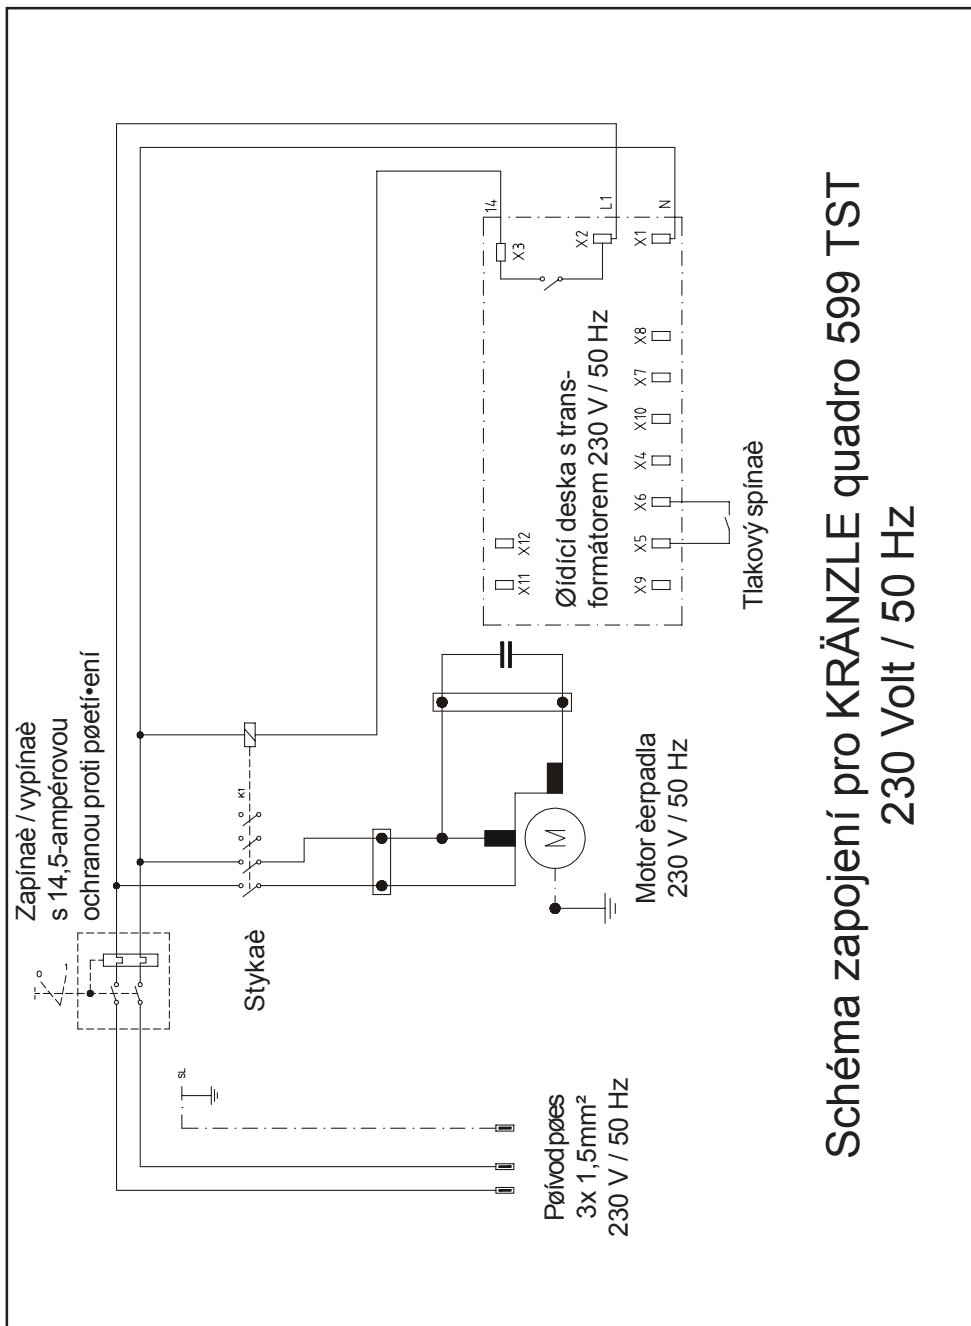 Zapínaè / vypínaè
s 14,5-ampérovou
ochranou proti pøetí•ení
0
1
Stykaè
K1
SL
Pøívod pøes
3x 1,5mm²
230 V / 50 Hz
M
Motor èerpadla
230 V / 50 Hz
14
L1
N
X3
X2
X1
X11
X12
Øídící deska s trans-
formátorem 230 V / 50 Hz
X9
X5
X6
X4
X10
X7
X8
Tlakový spínaè
Schéma zapojení pro KRÄNZLE quadro 599 TST
230 Volt / 50 Hz